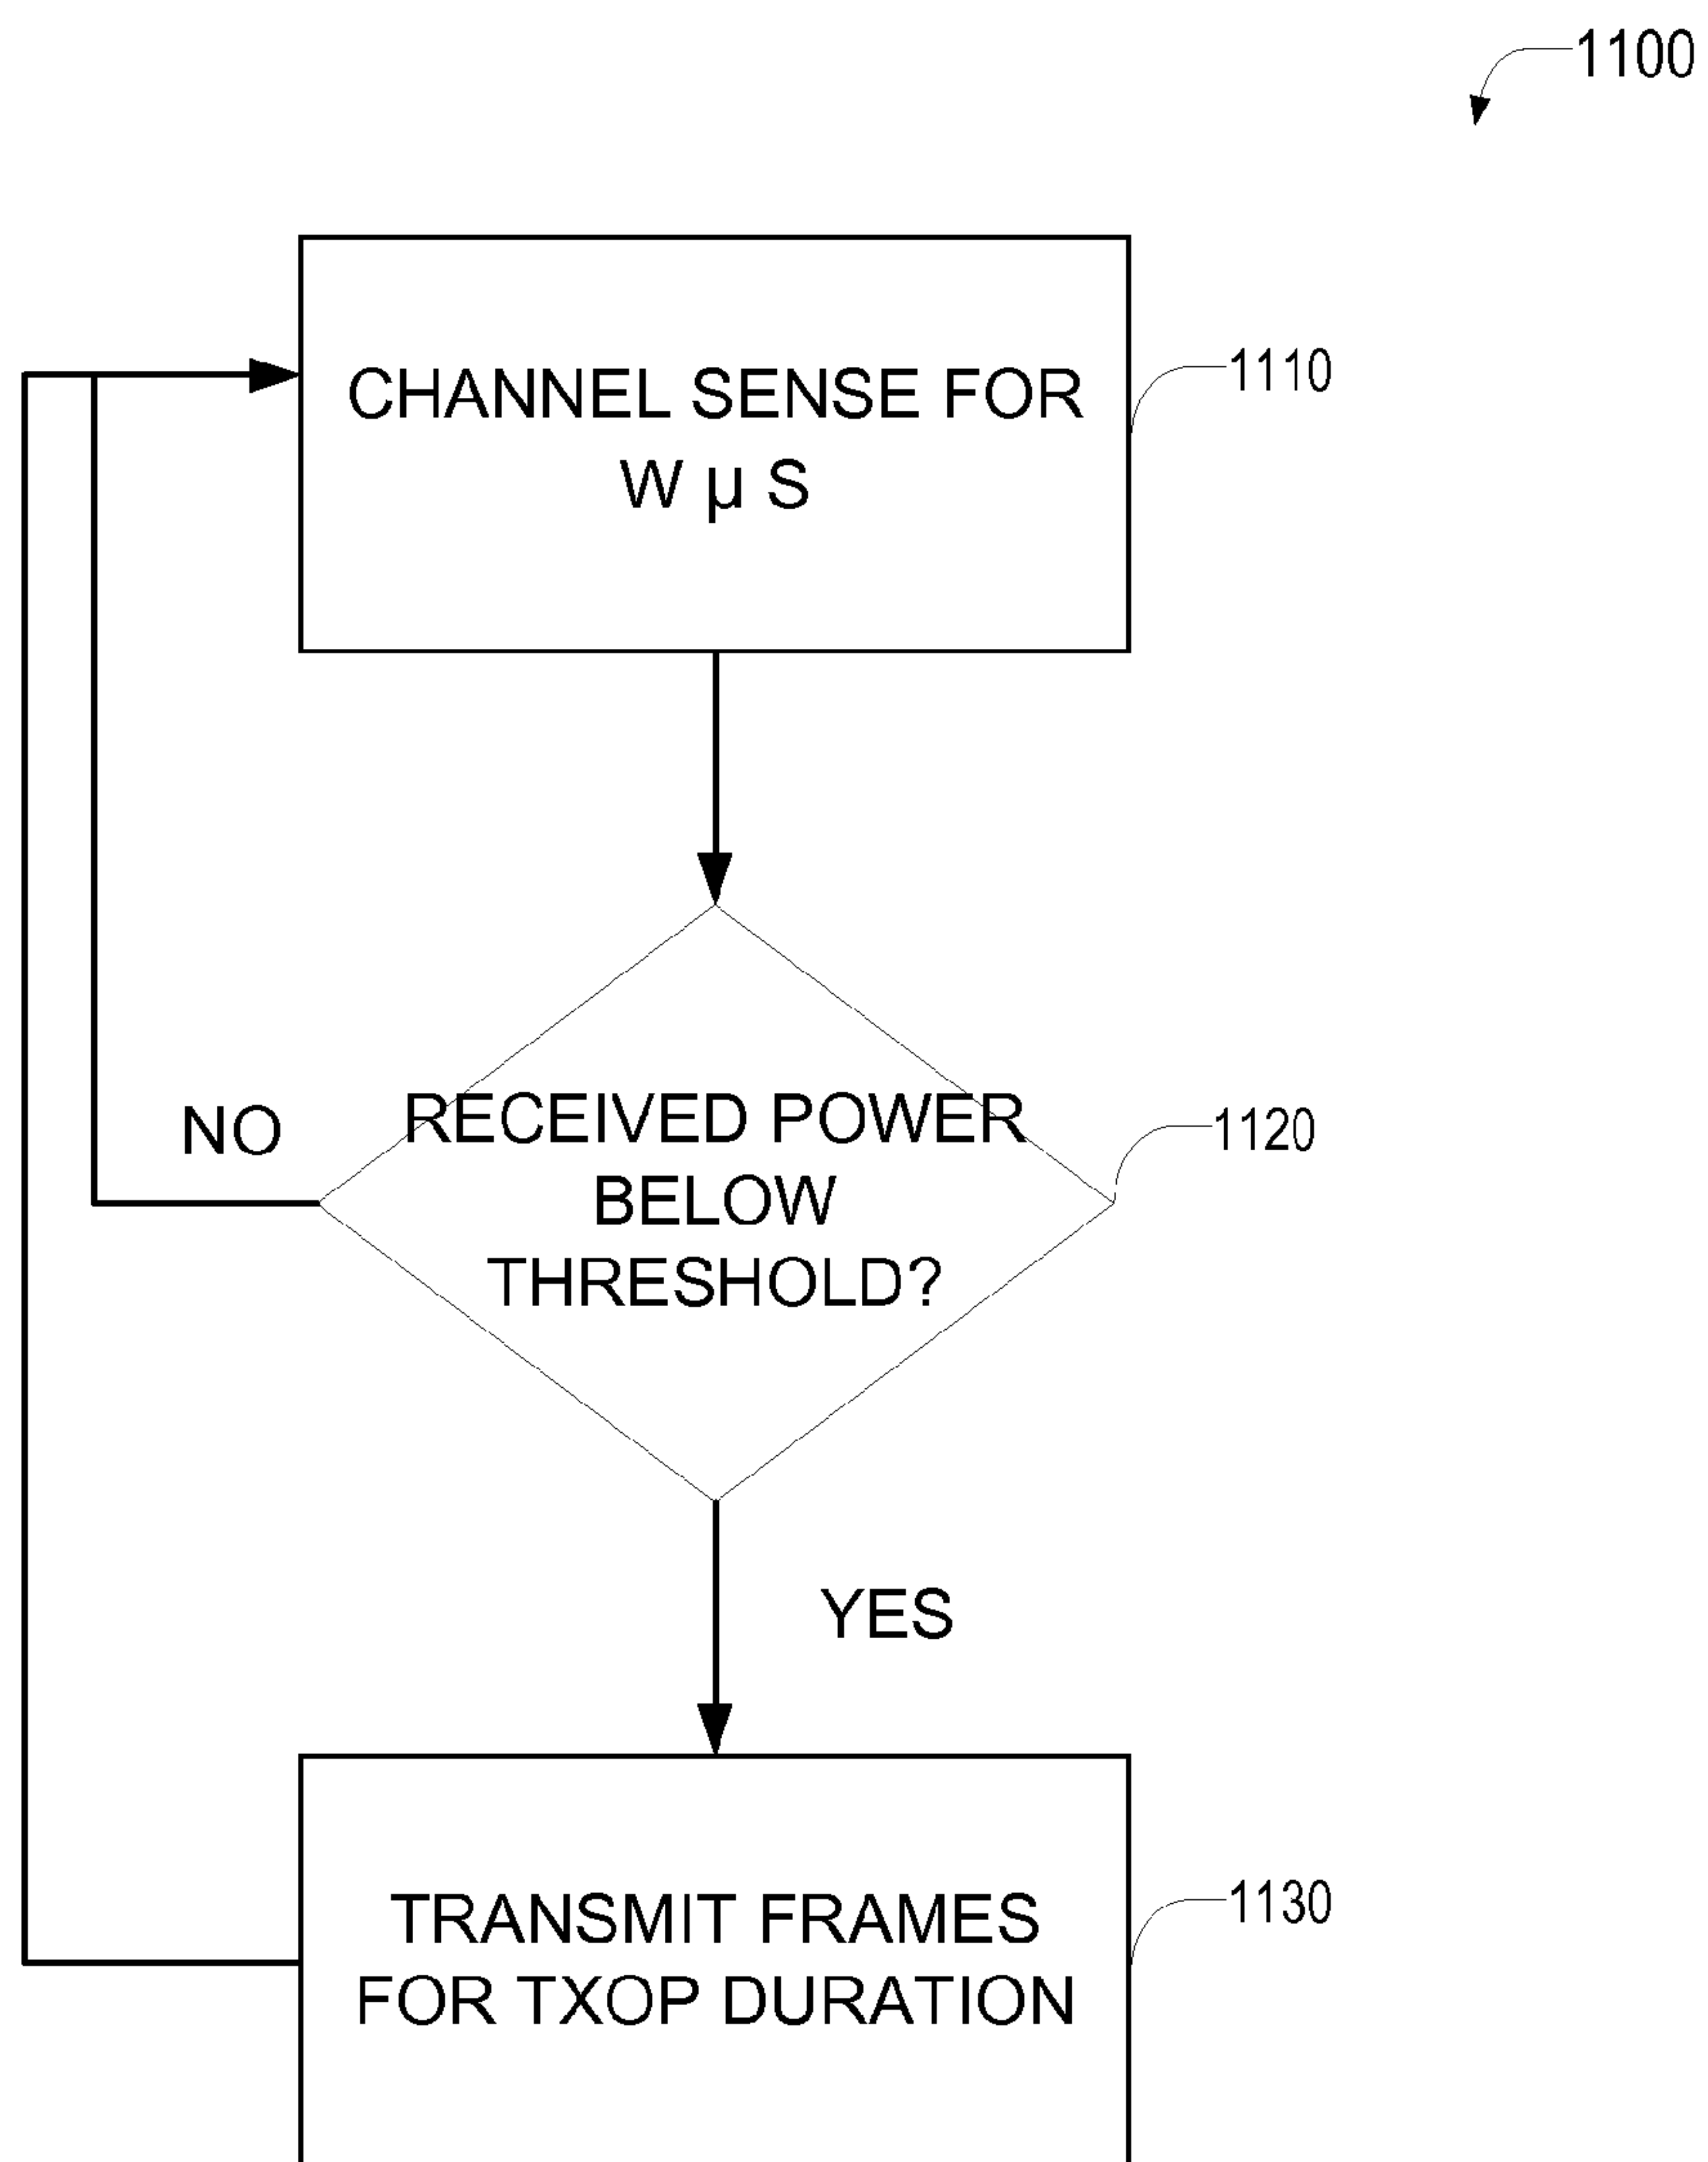 1100
CHANNEL SENSE FOR
W µ S
1110
RECEIVED POWER
BELOW
THRESHOLD?
1120
NO
YES
TRANSMIT FRAMES
FOR TXOP DURATION
1130